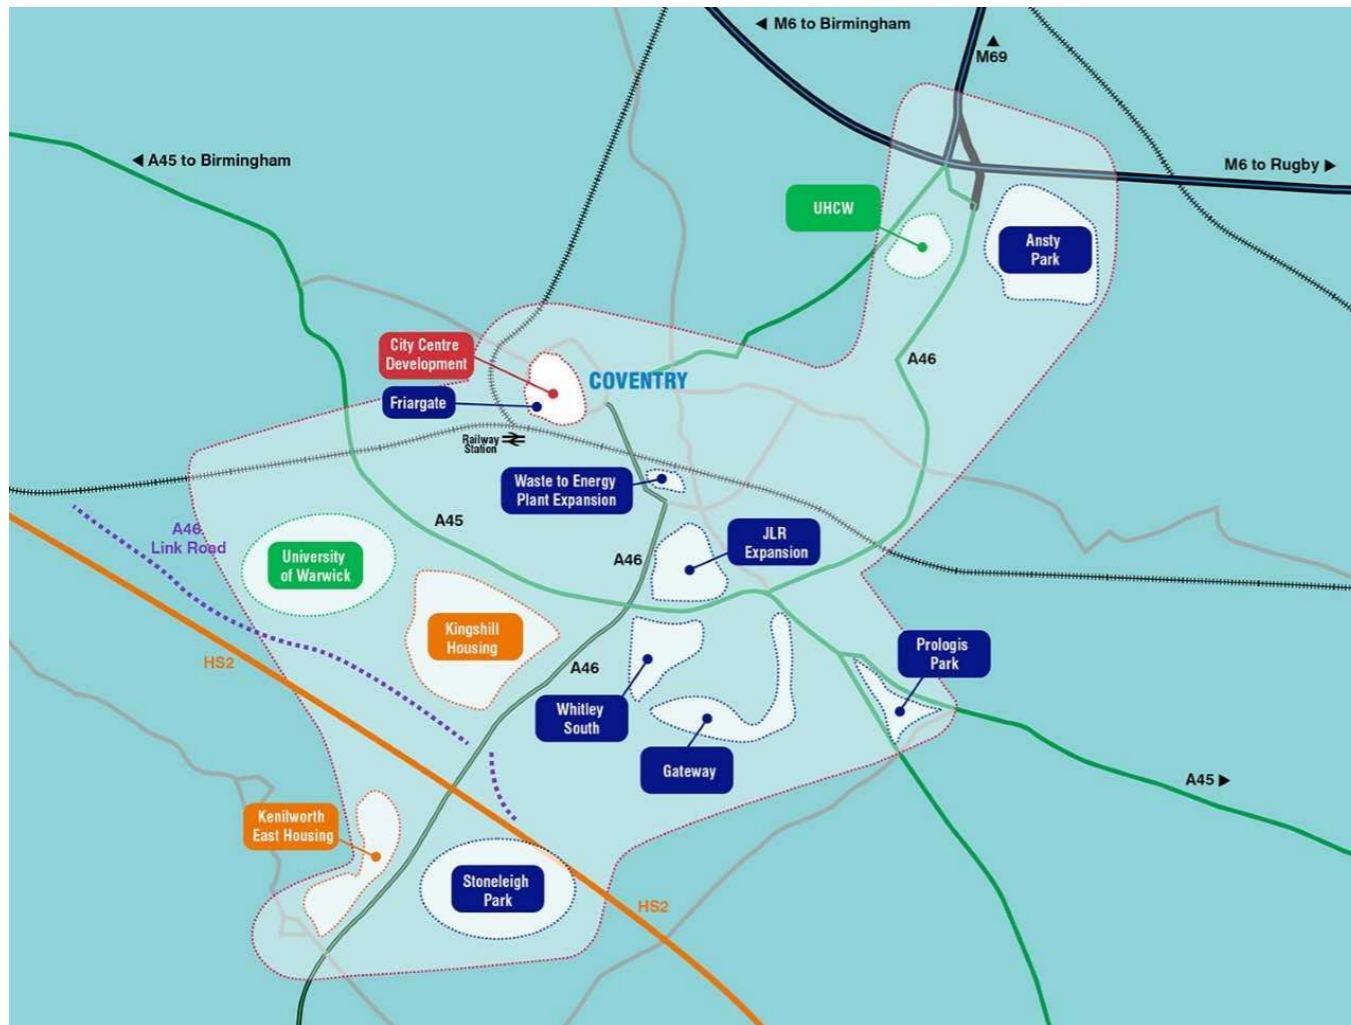 ◄ M6 to Birmingham
▲
M69
◄ A45 to Birmingham
M6 to Rugby ►
UHCW
Ansty
Park
City Centre
Development
COVENTRY
A46
Friargate
Railway
Station
Waste to Energy
Plant Expansion
A45
A46
Link Road
JLR
Expansion
A46
University
of Warwick
Kingshill
Housing
Prologis
Park
HS2
A46
Whitley
South
Gateway
A45 ►
Kenilworth
East Housing
Stoneleigh
Park
HS2